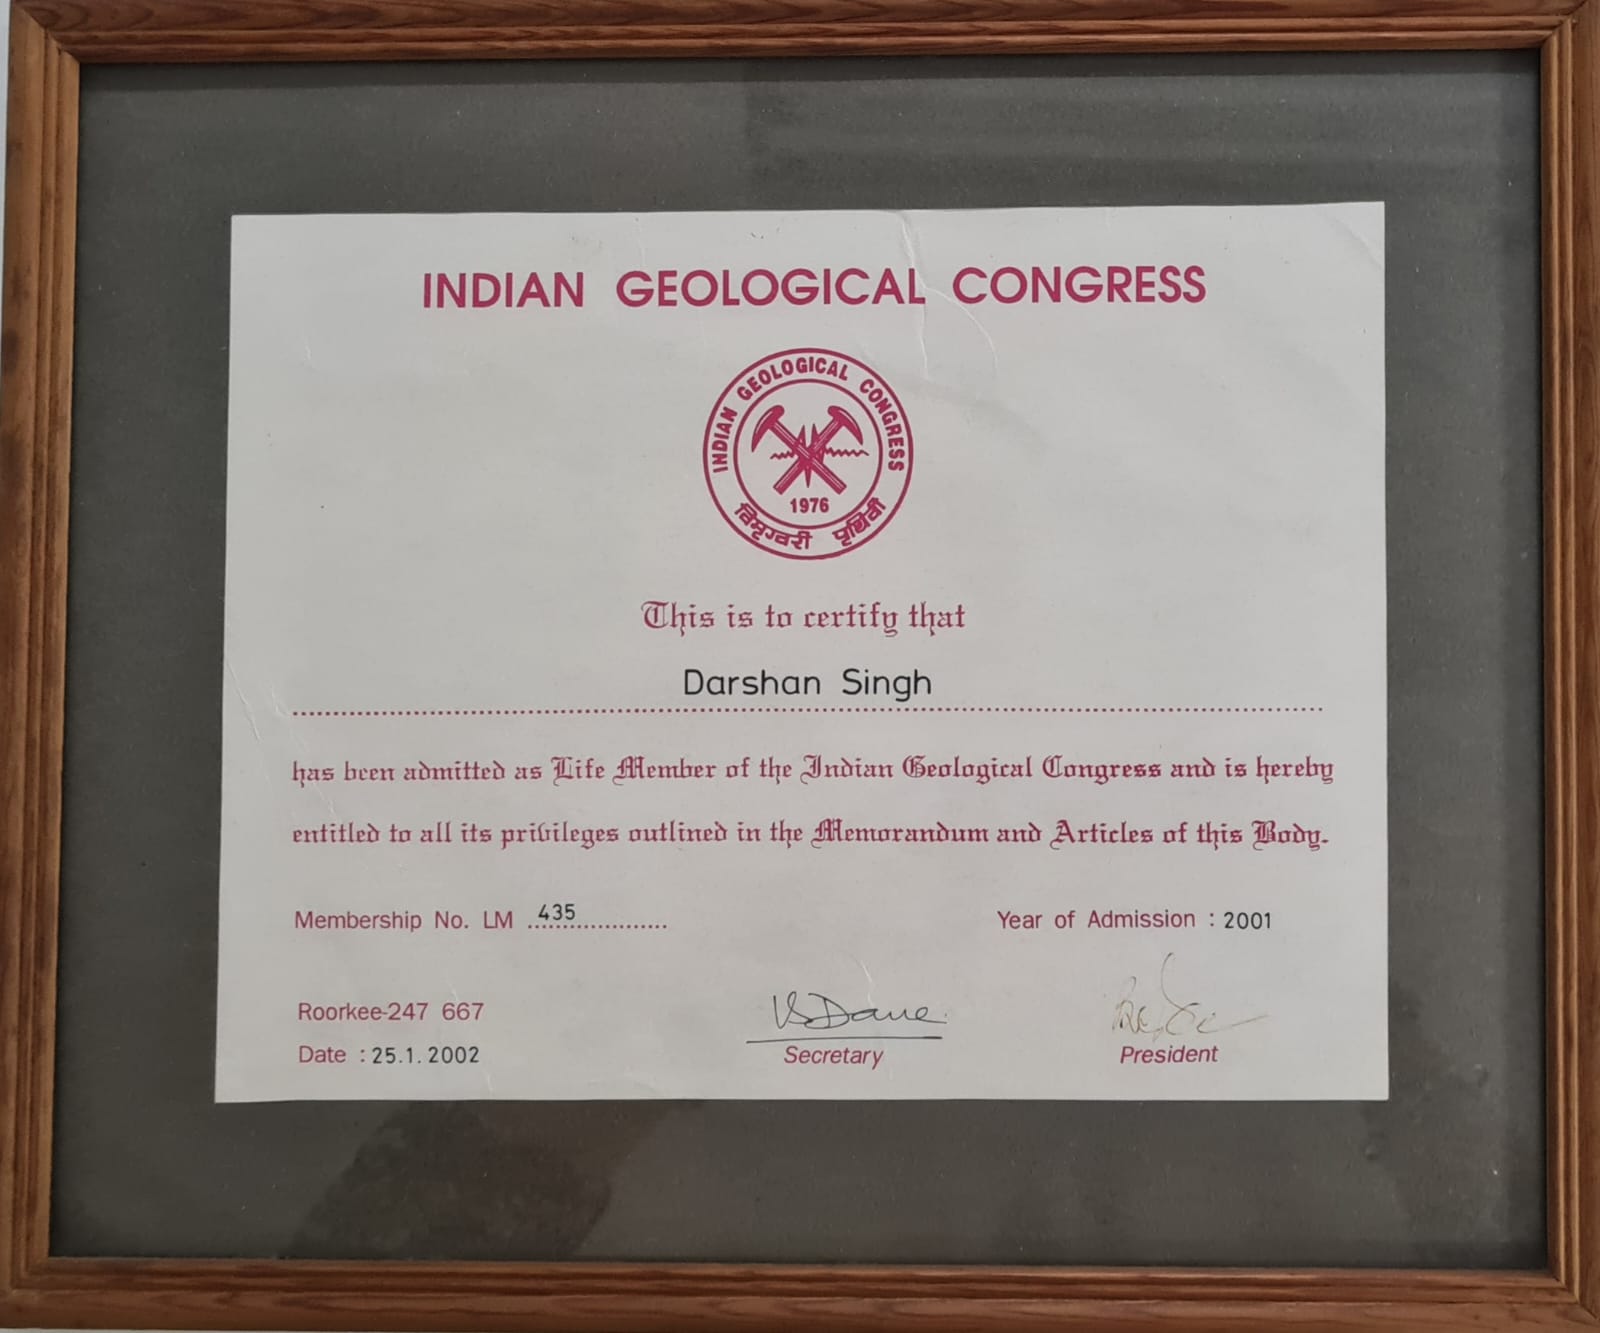 INDIAN GEOLOGICAL CONGRESS
INDIAN GEOLOGICAL CONGRESS
1976
विमृग्वरी पृथिवी
This is to certify that
Darshan Singh
has been admitted as Life Member of the Indian Geological Congress and is hereby
entitled to all its privileges outlined in the Memorandum and Articles of this Body.
Membership No. LM 435
Year of Admission : 2001
Roorkee-247 667
Date : 25.1.2002
Secretary
President